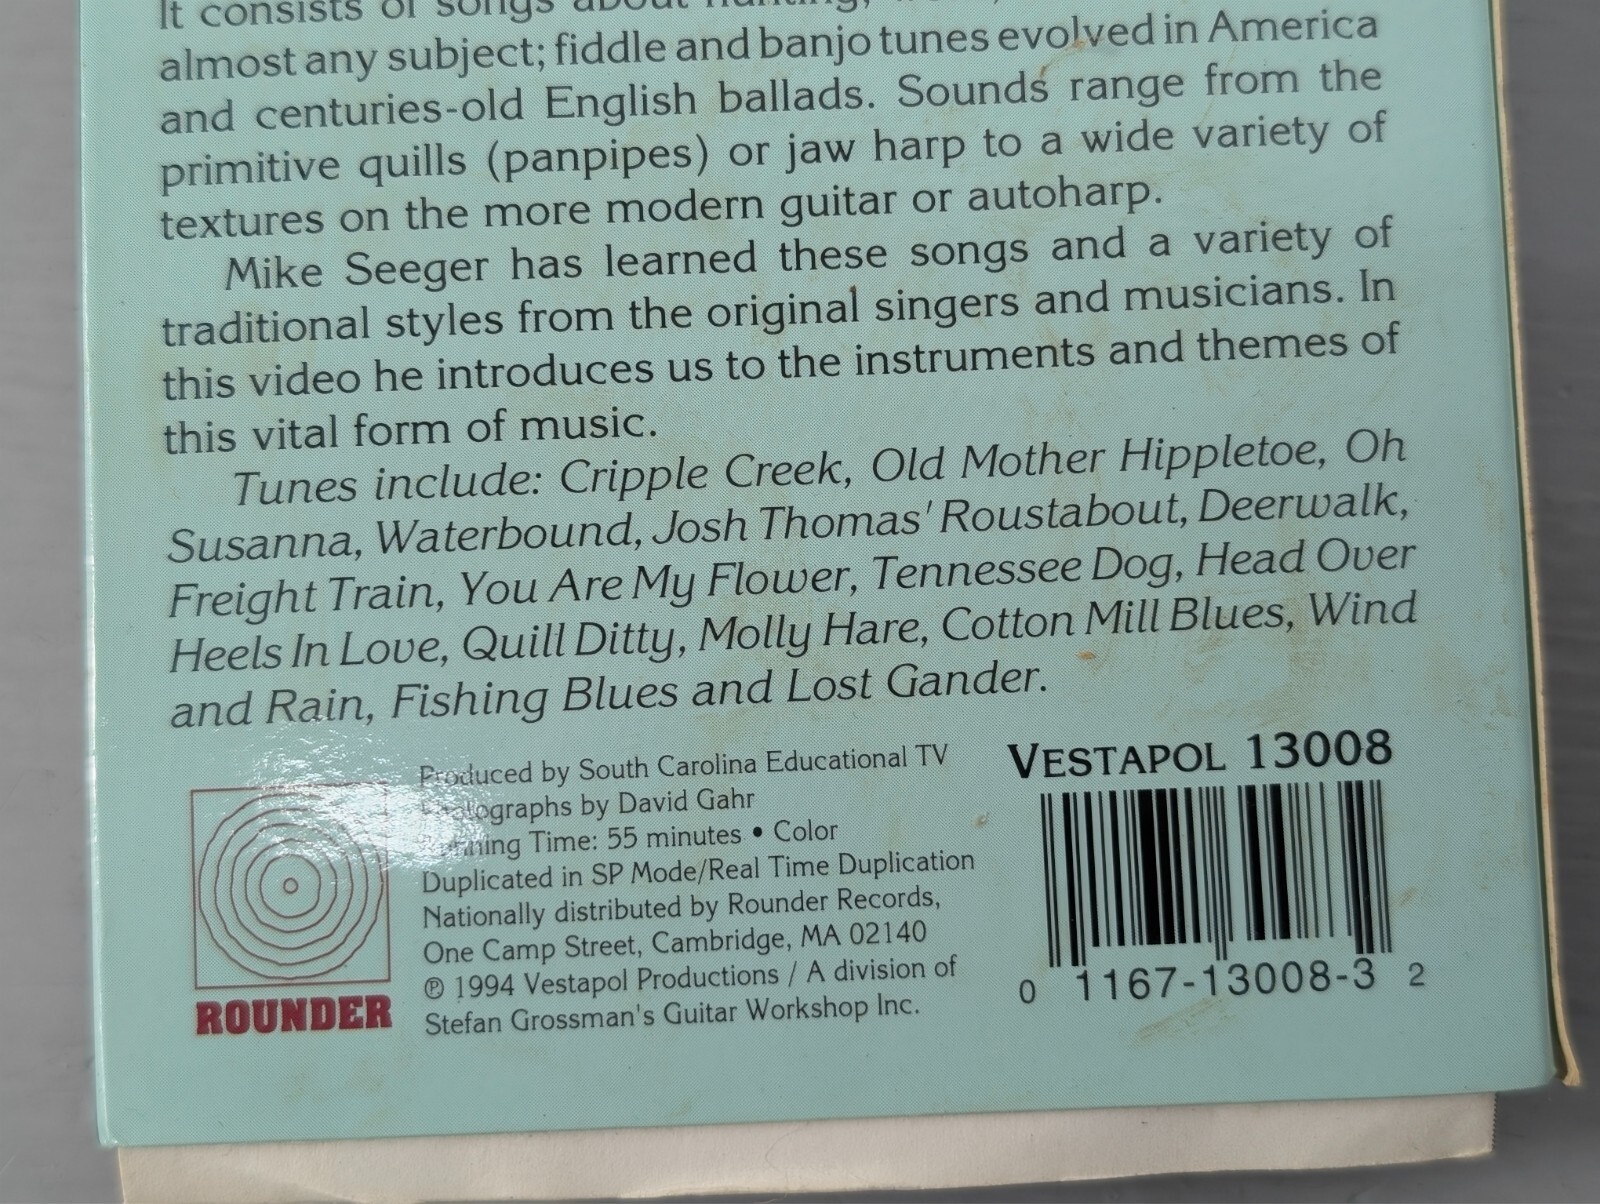 It consists of songs about hunting,
almost any subject; fiddle and banjo tunes evolved in America
and centuries-old English ballads. Sounds range from the
primitive quills (panpipes) or jaw harp to a wide variety of
textures on the more modern guitar or autoharp.
Mike Seeger has learned these songs and a variety of
traditional styles from the original singers and musicians. In
this video he introduces us to the instruments and themes of
this vital form of music.
Tunes include: Cripple Creek, Old Mother Hippletoe, Oh
Susanna, Waterbound, Josh Thomas' Roustabout, Deerwalk,
Freight Train, You Are My Flower, Tennessee Dog, Head Over
Heels In Love, Quill Ditty, Molly Hare, Cotton Mill Blues, Wind
and Rain, Fishing Blues and Lost Gander.
Produced by South Carolina Educational TV
Photographs by David Gahr
Running Time: 55 minutes • Color
Duplicated in SP Mode/Real Time Duplication
Nationally distributed by Rounder Records,
One Camp Street, Cambridge, MA 02140
℗ 1994 Vestapol Productions / A division of
Stefan Grossman's Guitar Workshop Inc.
ROUNDER
VESTAPOL 13008
0 1167-13008-3 2